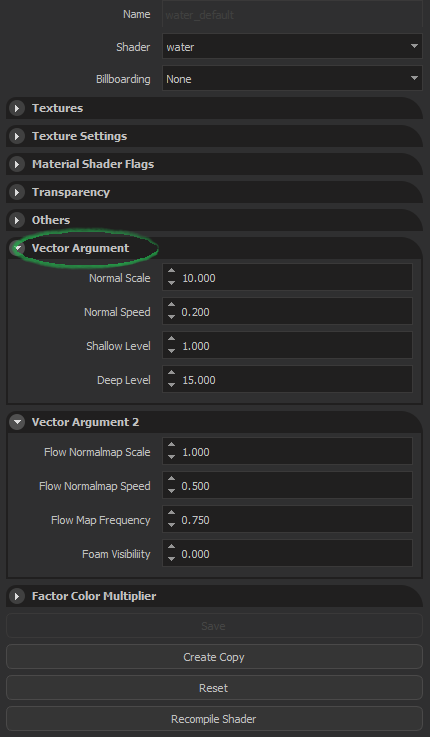 Name water_default
Shader water
Billboarding None
Textures
Texture Settings
Material Shader Flags
Transparency
Others
Vector Argument
Normal Scale 10.000
Normal Speed 0.200
Shallow Level 1.000
Deep Level 15.000
Vector Argument 2
Flow Normalmap Scale 1.000
Flow Normalmap Speed 0.500
Flow Map Frequency 0.750
Foam Visibiliity 0.000
Factor Color Multiplier
Save
Create Copy
Reset
Recompile Shader